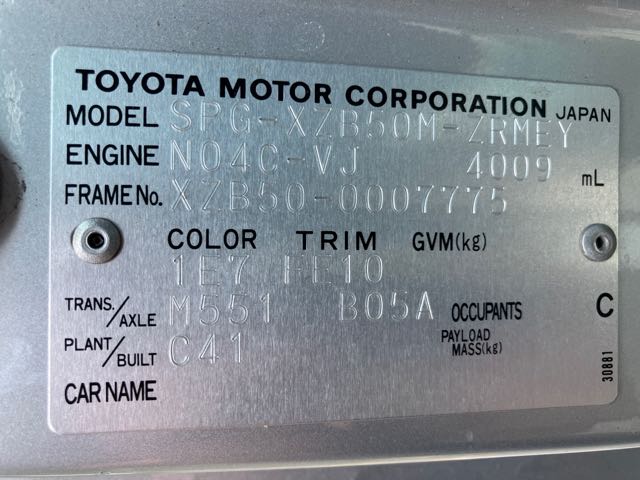 TOYOTA MOTOR CORPORATION JAPAN
MODEL SPG-XZB50M-ZRMEY
ENGINE N04C-VJ 4009 mL
FRAME No. XZB50-0007775
COLOR TRIM GVM(kg)
1E7 FE10
TRANS./AXLE M551 B05A OCCUPANTS C
PLANT/BUILT C41 PAYLOAD MASS(kg)
CAR NAME
30881